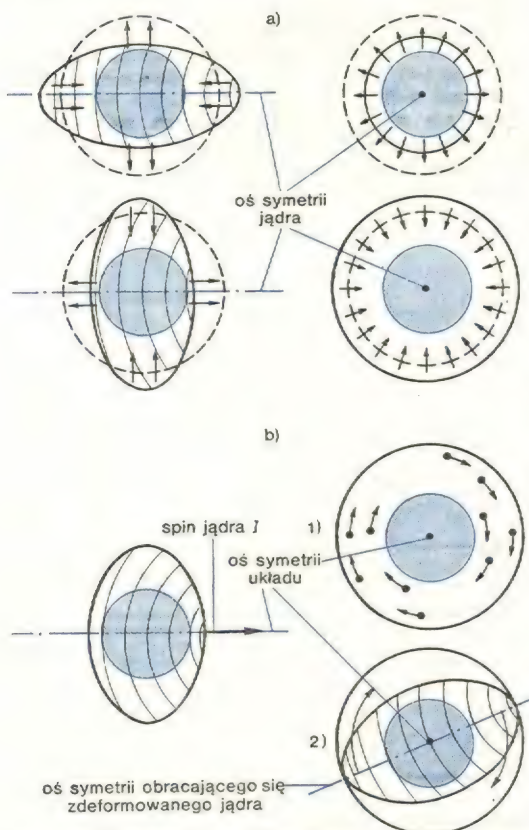 a)
oś symetrii
jądra
b)
spin jądra I
1)
oś symetrii
układu
2)
oś symetrii obracającego się
zdeformowanego jądra